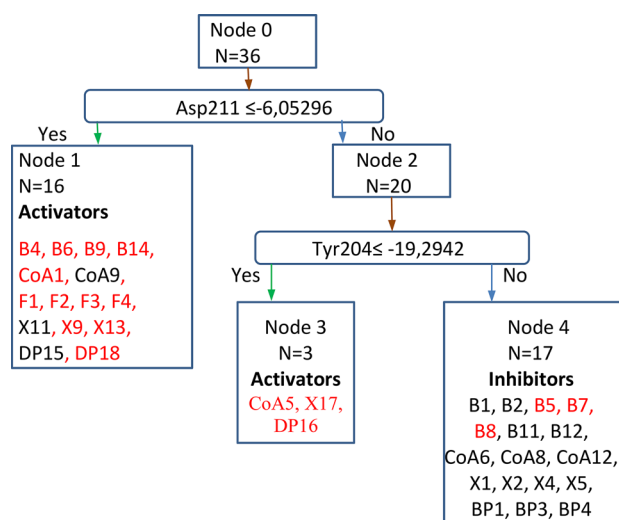 Node 0
N=36
Asp211 ≤-6,05296
Yes
No
Node 1
N=16
Activators
B4, B6, B9, B14,
CoA1, CoA9,
F1, F2, F3, F4,
X11, X9, X13,
DP15, DP18
Node 2
N=20
Tyr204≤ -19,2942
Yes
No
Node 3
N=3
Activators
CoA5, X17,
DP16
Node 4
N=17
Inhibitors
B1, B2, B5, B7,
B8, B11, B12,
CoA6, CoA8, CoA12,
X1, X2, X4, X5,
BP1, BP3, BP4